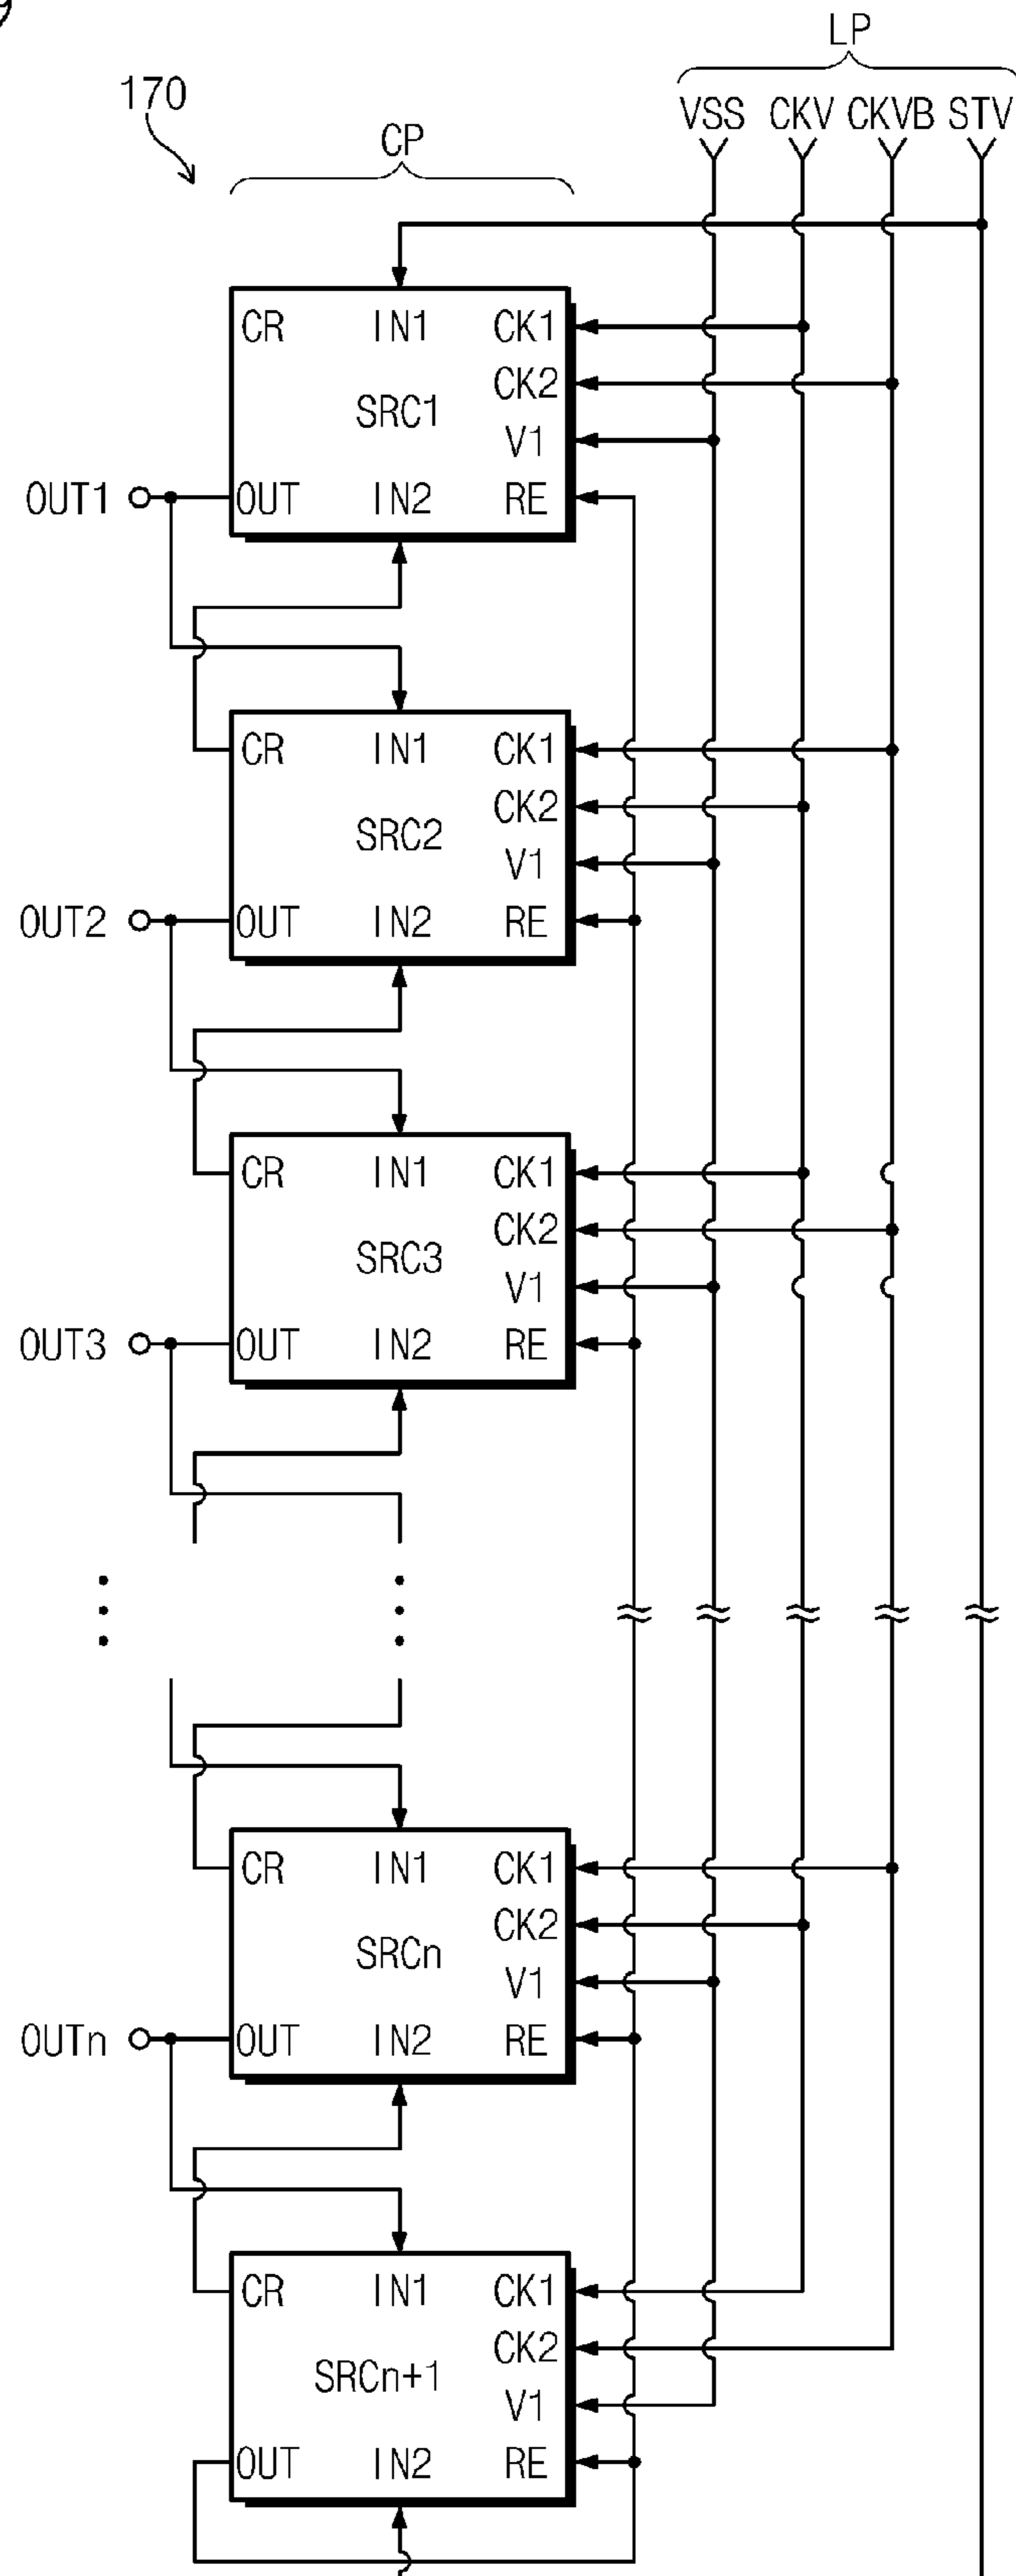 9
LP
170
CP
VSS CKV CKVB STV
CR IN1 CK1
CK2
SRC1
V1
OUT1 OUT IN2 RE
CR IN1 CK1
CK2
SRC2
V1
OUT2 OUT IN2 RE
CR IN1 CK1
CK2
SRC3
V1
OUT3 OUT IN2 RE
CR IN1 CK1
CK2
SRCn
V1
OUTn OUT IN2 RE
CR IN1 CK1
CK2
SRCn+1
V1
OUT IN2 RE